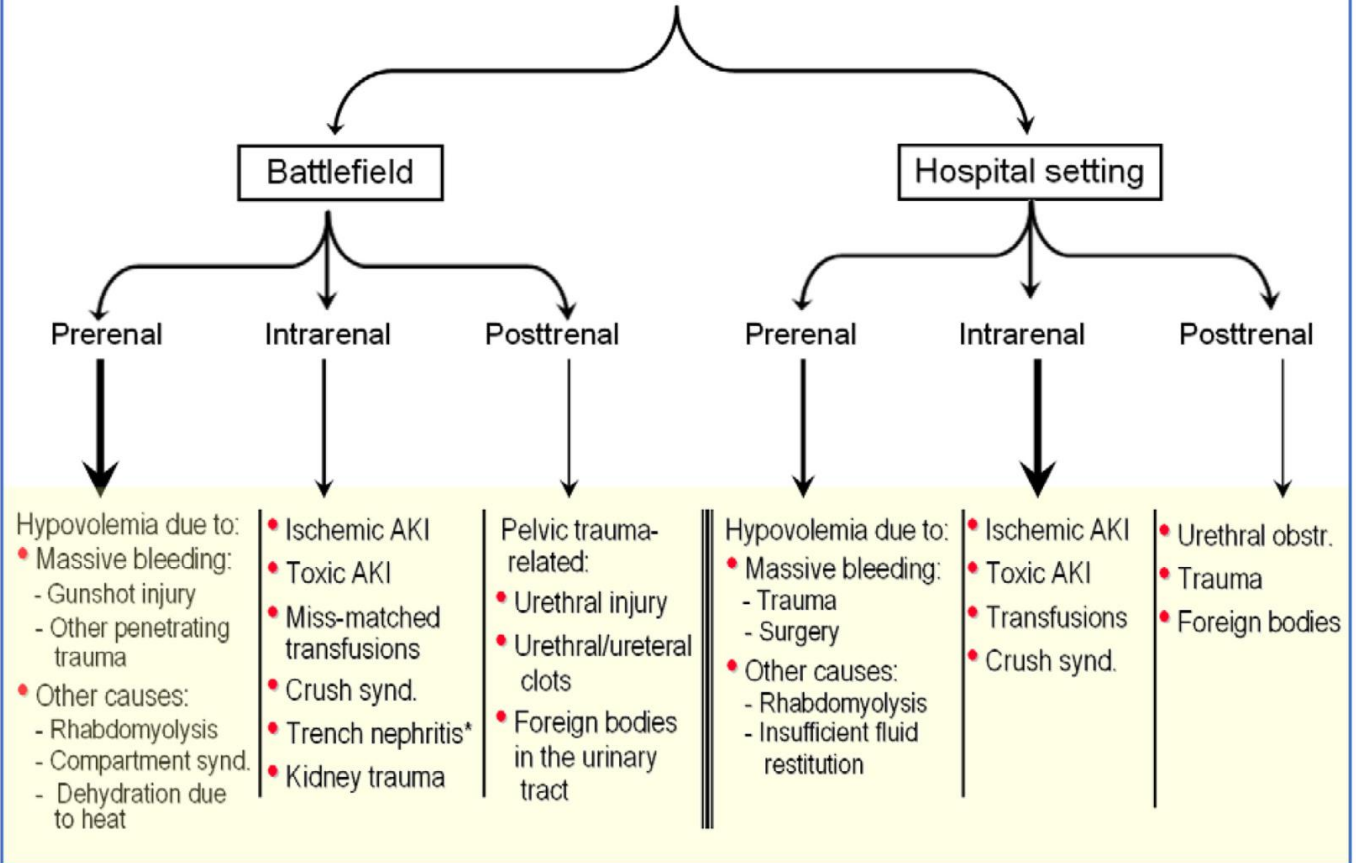 Battlefield
Hospital setting
Prerenal
Intrarenal
Posttrenal
Prerenal
Intrarenal
Posttrenal
Hypovolemia due to:
• Massive bleeding:
- Gunshot injury
- Other penetrating
trauma
• Other causes:
- Rhabdomyolysis
- Compartment synd.
- Dehydration due
to heat
• Ischemic AKI
• Toxic AKI
• Miss-matched
transfusions
• Crush synd.
• Trench nephritis*
• Kidney trauma
Pelvic trauma-
related:
• Urethral injury
• Urethral/ureteral
clots
• Foreign bodies
in the urinary
tract
Hypovolemia due to:
• Massive bleeding:
- Trauma
- Surgery
• Other causes:
- Rhabdomyolysis
- Insufficient fluid
restitution
• Ischemic AKI
• Toxic AKI
• Transfusions
• Crush synd.
• Urethral obstr.
• Trauma
• Foreign bodies